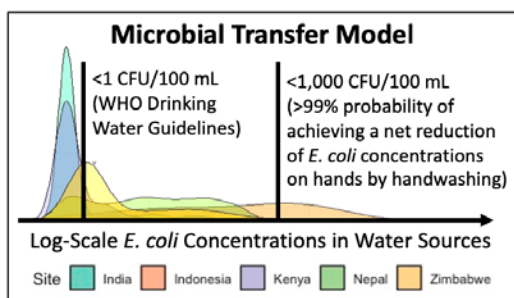 Microbial Transfer Model
<1 CFU/100 mL
(WHO Drinking
Water Guidelines)
<1,000 CFU/100 mL
(>99% probability of
achieving a net reduction
of E. coli concentrations
on hands by handwashing)
Log-Scale E. coli Concentrations in Water Sources
Site India Indonesia Kenya Nepal Zimbabwe